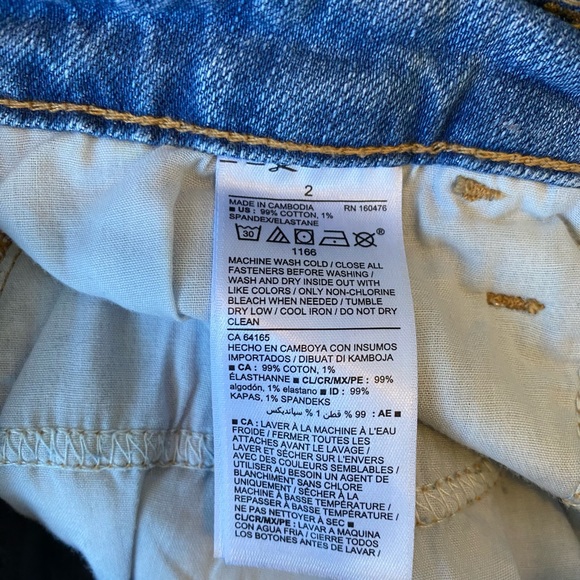 2
MADE IN CAMBODIA RN 160476
■ US : 99% COTTON, 1%
SPANDEX/ELASTANE
30 ®
1166
MACHINE WASH COLD / CLOSE ALL
FASTENERS BEFORE WASHING /
WASH AND DRY INSIDE OUT WITH
LIKE COLORS / ONLY NON-CHLORINE
BLEACH WHEN NEEDED / TUMBLE
DRY LOW / COOL IRON / DO NOT DRY
CLEAN
CA 64165
HECHO EN CAMBOYA CON INSUMOS
IMPORTADOS / DIBUAT DI KAMBOJA
■ CA : 99% COTON, 1%
ÉLASTHANNE ■ CL/CR/MX/PE : 99%
algodón, 1% elastano ■ ID : 99%
KAPAS, 1% SPANDEKS
■ AE : 99 % قطن 1 % سباندیکس
■ CA : LAVER À LA MACHINE À L'EAU
FROIDE / FERMER TOUTES LES
ATTACHES AVANT LE LAVAGE /
LAVER ET SÉCHER SUR L'ENVERS
AVEC DES COULEURS SEMBLABLES /
UTILISER AU BESOIN UN AGENT DE
BLANCHIMENT SANS CHLORE
UNIQUEMENT / SÉCHER À LA
MACHINE À BASSE TEMPÉRATURE /
REPASSER À BASSE TEMPÉRATURE /
NE PAS NETTOYER À SEC ■
CL/CR/MX/PE : LAVAR A MAQUINA
CON AGUA FRIA / CIERRE TODOS
LOS BOTONES ANTES DE LAVAR /